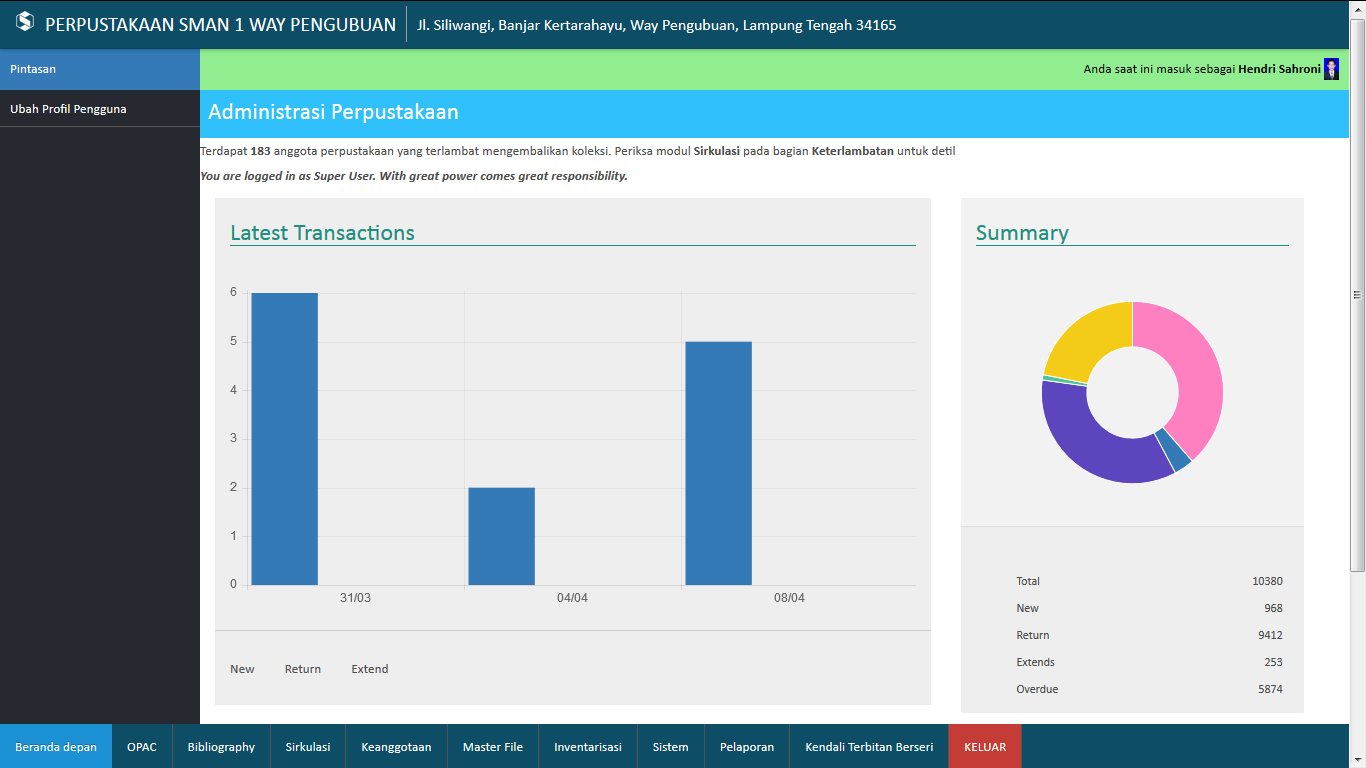 PERPUSTAKAAN SMAN 1 WAY PENGUBUAN
Jl. Siliwangi, Banjar Kertarahayu, Way Pengubuan, Lampung Tengah 34165
Pintasan
Anda saat ini masuk sebagai Hendri Sahroni
Ubah Profil Pengguna
Administrasi Perpustakaan
Terdapat 183 anggota perpustakaan yang terlambat mengembalikan koleksi. Periksa modul Sirkulasi pada bagian Keterlambatan untuk detil
You are logged in as Super User. With great power comes great responsibility.
Latest Transactions
6
5
4
3
2
1
0
31/03 04/04 08/04
New Return Extend
Summary
Total 10380
New 968
Return 9412
Extends 253
Overdue 5874
Beranda depan OPAC Bibliography Sirkulasi Keanggotaan Master File Inventarisasi Sistem Pelaporan Kendali Terbitan Berseri KELUAR